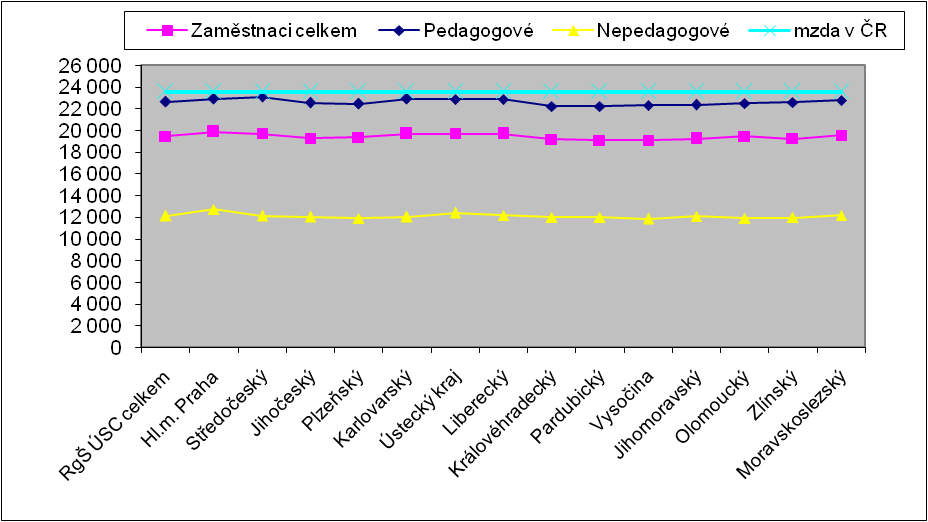 Zaměstnaci celkem Pedagogové Nepedagogové mzda v ČR
26 000
24 000
22 000
20 000
18 000
16 000
14 000
12 000
10 000
8 000
6 000
4 000
2 000
0
RgŠ ÚSC celkem
Hl.m. Praha
Středočeský
Jihočeský
Plzeňský
Karlovarský
Ústecký kraj
Liberecký
Královéhradecký
Pardubický
Vysočina
Jihomoravský
Olomoucký
Zlínský
Moravskoslezský